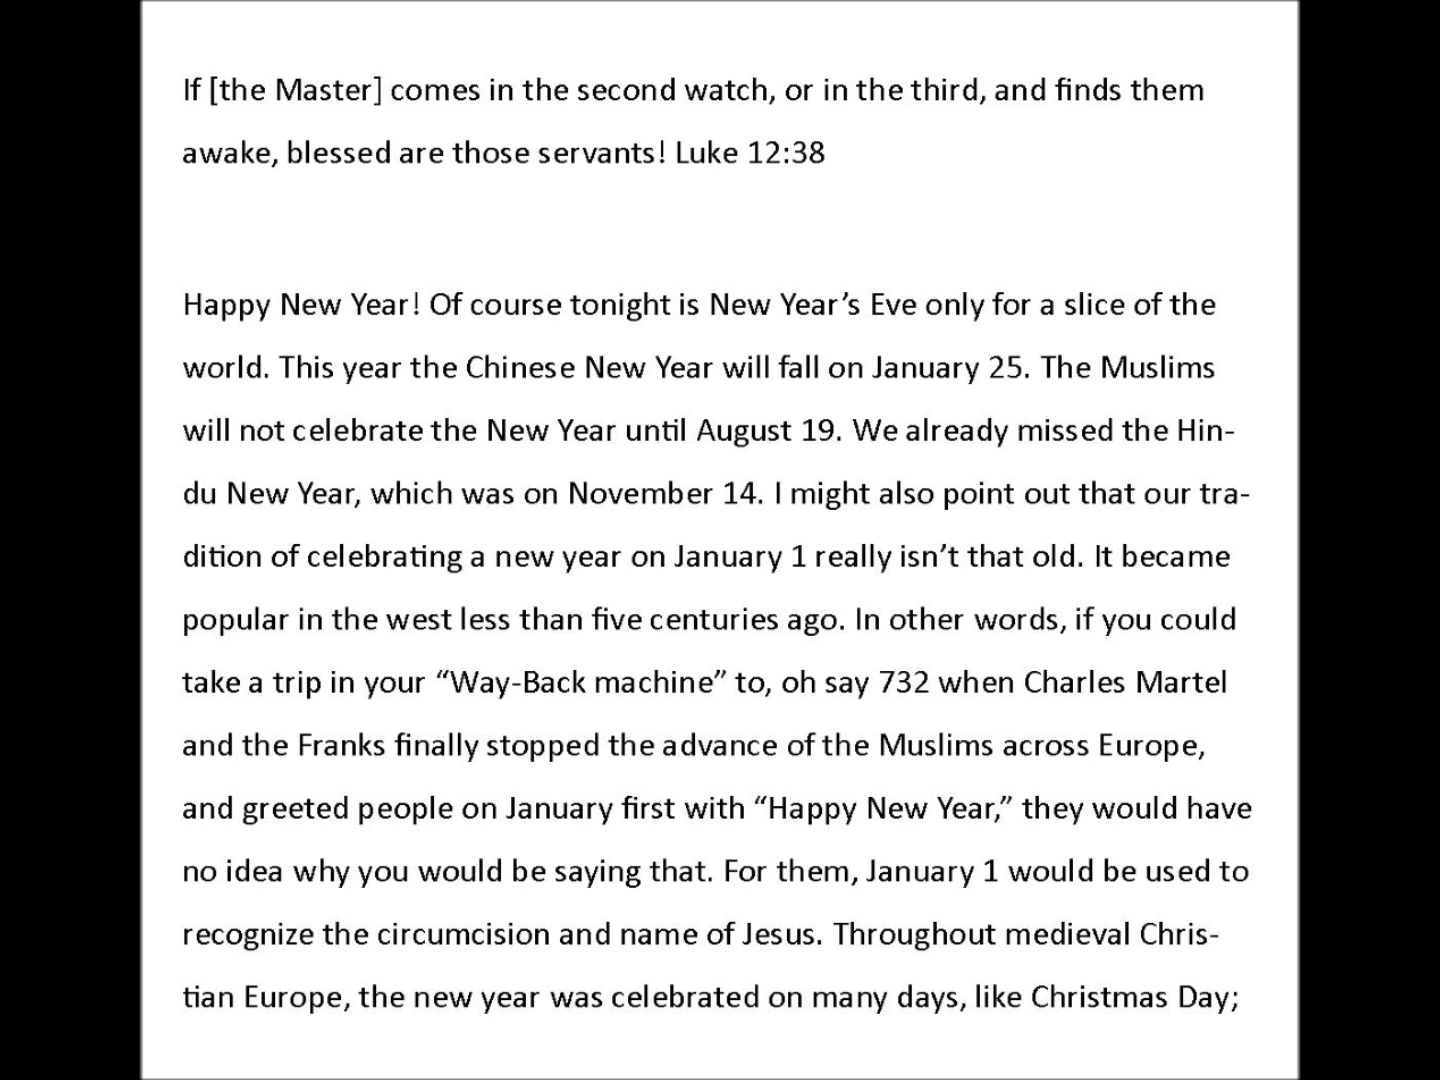 If [the Master] comes in the second watch, or in the third, and finds them
awake, blessed are those servants! Luke 12:38
Happy New Year! Of course tonight is New Year’s Eve only for a slice of the
world. This year the Chinese New Year will fall on January 25. The Muslims
will not celebrate the New Year until August 19. We already missed the Hin-
du New Year, which was on November 14. I might also point out that our tra-
dition of celebrating a new year on January 1 really isn’t that old. It became
popular in the west less than five centuries ago. In other words, if you could
take a trip in your “Way-Back machine” to, oh say 732 when Charles Martel
and the Franks finally stopped the advance of the Muslims across Europe,
and greeted people on January first with “Happy New Year,” they would have
no idea why you would be saying that. For them, January 1 would be used to
recognize the circumcision and name of Jesus. Throughout medieval Chris-
tian Europe, the new year was celebrated on many days, like Christmas Day;